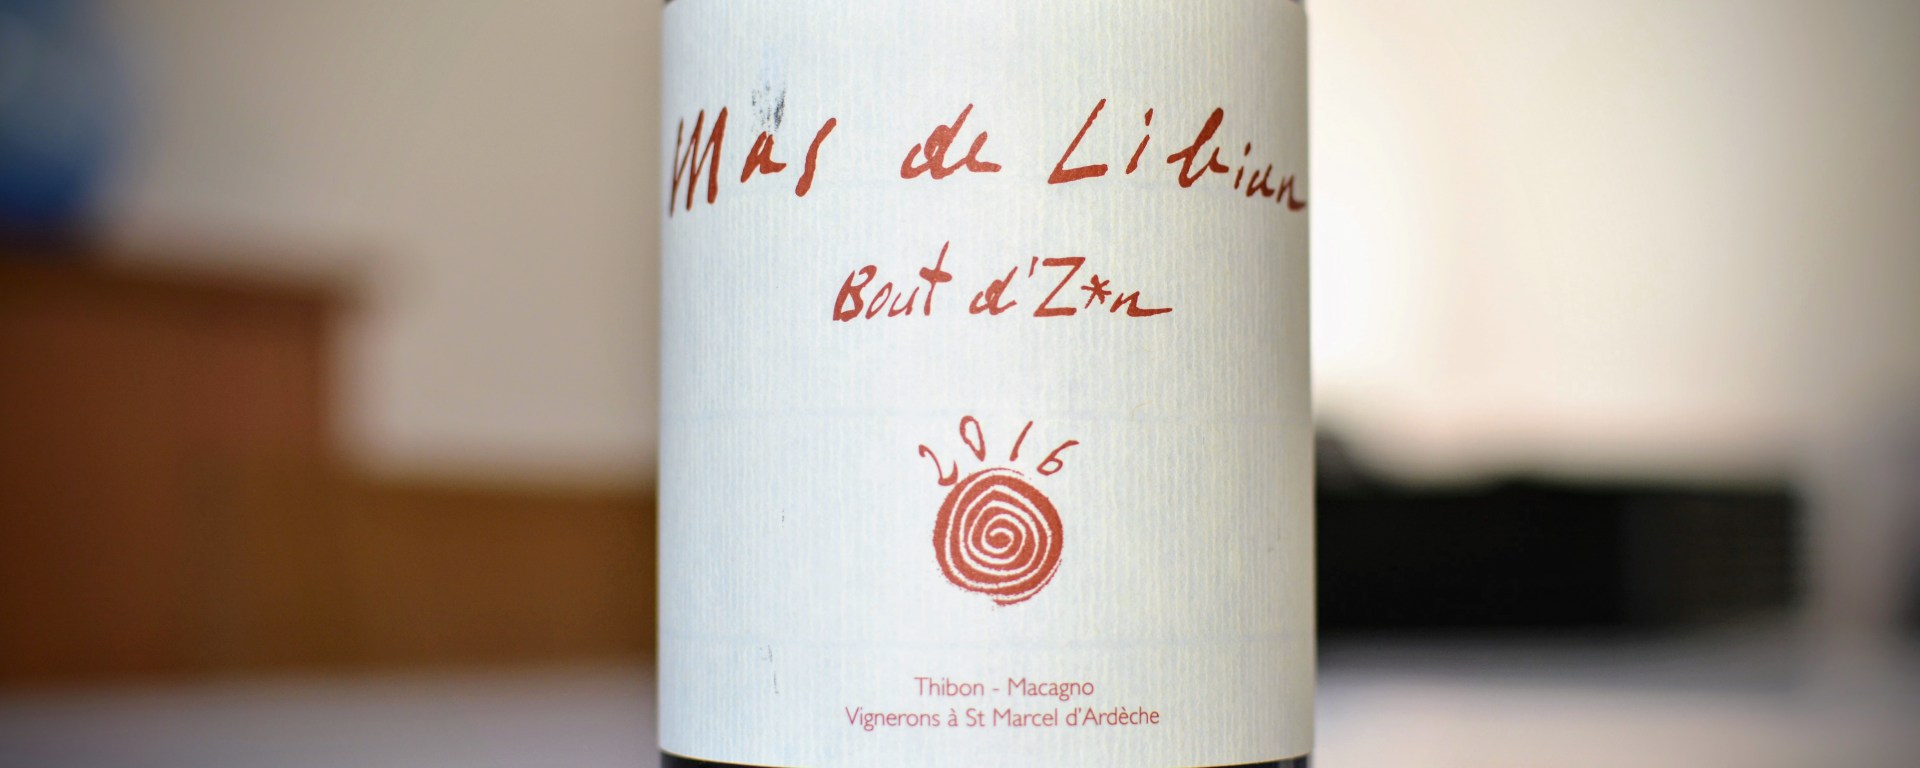 Mas de Libian
Bout d'Z*n
2016
Thibon - Macagno
Vignerons à St Marcel d'Ardèche